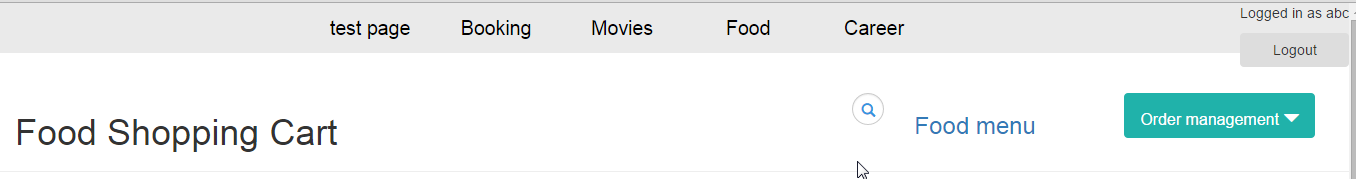 test page Booking Movies Food Career Logged in as abc
Logout
Food Shopping Cart Food menu Order management